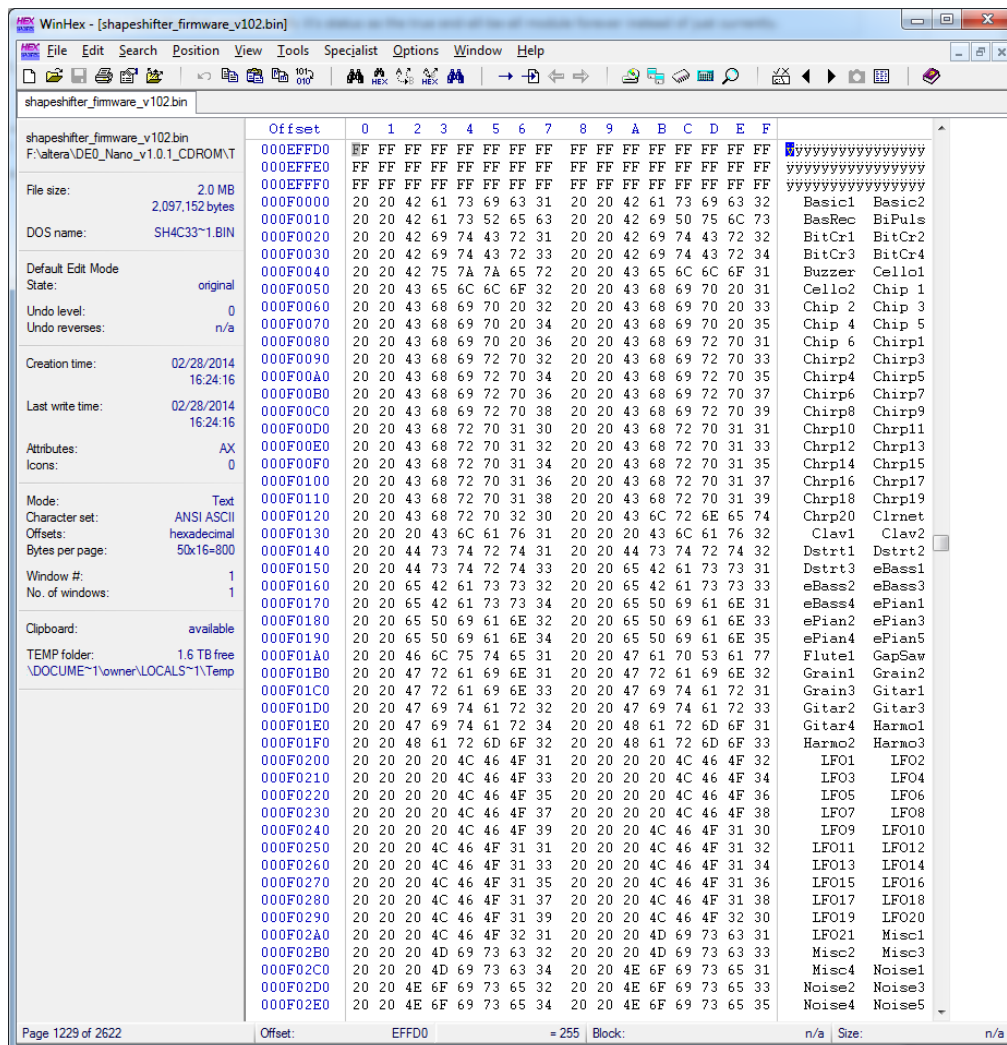 WinHex - [shapeshifter_firmware_v102.bin]
File Edit Search Position View Tools Specialist Options Window Help
shapeshifter_firmware_v102.bin
shapeshifter_firmware_v102.bin
F:\altera\DE0_Nano_v1.0.1_CDROM\T
File size: 2.0 MB
2,097,152 bytes
DOS name: SH4C33~1.BIN
Default Edit Mode
State: original
Undo level: 0
Undo reverses: n/a
Creation time: 02/28/2014
16:24:16
Last write time: 02/28/2014
16:24:16
Attributes: AX
Icons: 0
Mode: Text
Character set: ANSI ASCII
Offsets: hexadecimal
Bytes per page: 50x16=800
Window #: 1
No. of windows: 1
Clipboard: available
TEMP folder: 1.6 TB free
\DOCUME~1\owner\LOCALS~1\Temp
Offset 0 1 2 3 4 5 6 7 8 9 A B C D E F
000EFFD0 FF FF FF FF FF FF FF FF FF FF FF FF FF FF FF FF ÿÿÿÿÿÿÿÿÿÿÿÿÿÿÿÿ
000EFFE0 FF FF FF FF FF FF FF FF FF FF FF FF FF FF FF FF ÿÿÿÿÿÿÿÿÿÿÿÿÿÿÿÿ
000EFFF0 FF FF FF FF FF FF FF FF FF FF FF FF FF FF FF FF ÿÿÿÿÿÿÿÿÿÿÿÿÿÿÿÿ
000F0000 20 20 42 61 73 69 63 31 20 20 42 61 73 69 63 32 Basic1 Basic2
000F0010 20 20 42 61 73 52 65 63 20 20 42 69 50 75 6C 73 BasRec BiPuls
000F0020 20 20 42 69 74 43 72 31 20 20 42 69 74 43 72 32 BitCr1 BitCr2
000F0030 20 20 42 69 74 43 72 33 20 20 42 69 74 43 72 34 BitCr3 BitCr4
000F0040 20 20 42 75 7A 7A 65 72 20 20 43 65 6C 6C 6F 31 Buzzer Cello1
000F0050 20 20 43 65 6C 6C 6F 32 20 20 43 68 69 70 20 31 Cello2 Chip 1
000F0060 20 20 43 68 69 70 20 32 20 20 43 68 69 70 20 33 Chip 2 Chip 3
000F0070 20 20 43 68 69 70 20 34 20 20 43 68 69 70 20 35 Chip 4 Chip 5
000F0080 20 20 43 68 69 70 20 36 20 20 43 68 69 72 70 31 Chip 6 Chirp1
000F0090 20 20 43 68 69 72 70 32 20 20 43 68 69 72 70 33 Chirp2 Chirp3
000F00A0 20 20 43 68 69 72 70 34 20 20 43 68 69 72 70 35 Chirp4 Chirp5
000F00B0 20 20 43 68 69 72 70 36 20 20 43 68 69 72 70 37 Chirp6 Chirp7
000F00C0 20 20 43 68 69 72 70 38 20 20 43 68 69 72 70 39 Chirp8 Chirp9
000F00D0 20 20 43 68 72 70 31 30 20 20 43 68 72 70 31 31 Chrp10 Chrp11
000F00E0 20 20 43 68 72 70 31 32 20 20 43 68 72 70 31 33 Chrp12 Chrp13
000F00F0 20 20 43 68 72 70 31 34 20 20 43 68 72 70 31 35 Chrp14 Chrp15
000F0100 20 20 43 68 72 70 31 36 20 20 43 68 72 70 31 37 Chrp16 Chrp17
000F0110 20 20 43 68 72 70 31 38 20 20 43 68 72 70 31 39 Chrp18 Chrp19
000F0120 20 20 43 68 72 70 32 30 20 20 43 6C 72 6E 65 74 Chrp20 Clrnet
000F0130 20 20 20 43 6C 61 76 31 20 20 20 43 6C 61 76 32 Clav1 Clav2
000F0140 20 20 44 73 74 72 74 31 20 20 44 73 74 72 74 32 Dstrt1 Dstrt2
000F0150 20 20 44 73 74 72 74 33 20 20 65 42 61 73 73 31 Dstrt3 eBass1
000F0160 20 20 65 42 61 73 73 32 20 20 65 42 61 73 73 33 eBass2 eBass3
000F0170 20 20 65 42 61 73 73 34 20 20 65 50 69 61 6E 31 eBass4 ePian1
000F0180 20 20 65 50 69 61 6E 32 20 20 65 50 69 61 6E 33 ePian2 ePian3
000F0190 20 20 65 50 69 61 6E 34 20 20 65 50 69 61 6E 35 ePian4 ePian5
000F01A0 20 20 46 6C 75 74 65 31 20 20 47 61 70 53 61 77 Flute1 GapSaw
000F01B0 20 20 47 72 61 69 6E 31 20 20 47 72 61 69 6E 32 Grain1 Grain2
000F01C0 20 20 47 72 61 69 6E 33 20 20 47 69 74 61 72 31 Grain3 Gitar1
000F01D0 20 20 47 69 74 61 72 32 20 20 47 69 74 61 72 33 Gitar2 Gitar3
000F01E0 20 20 47 69 74 61 72 34 20 20 48 61 72 6D 6F 31 Gitar4 Harmo1
000F01F0 20 20 48 61 72 6D 6F 32 20 20 48 61 72 6D 6F 33 Harmo2 Harmo3
000F0200 20 20 20 20 4C 46 4F 31 20 20 20 20 4C 46 4F 32 LFO1 LFO2
000F0210 20 20 20 20 4C 46 4F 33 20 20 20 20 4C 46 4F 34 LFO3 LFO4
000F0220 20 20 20 20 4C 46 4F 35 20 20 20 20 4C 46 4F 36 LFO5 LFO6
000F0230 20 20 20 20 4C 46 4F 37 20 20 20 20 4C 46 4F 38 LFO7 LFO8
000F0240 20 20 20 20 4C 46 4F 39 20 20 20 4C 46 4F 31 30 LFO9 LFO10
000F0250 20 20 20 4C 46 4F 31 31 20 20 20 4C 46 4F 31 32 LFO11 LFO12
000F0260 20 20 20 4C 46 4F 31 33 20 20 20 4C 46 4F 31 34 LFO13 LFO14
000F0270 20 20 20 4C 46 4F 31 35 20 20 20 4C 46 4F 31 36 LFO15 LFO16
000F0280 20 20 20 4C 46 4F 31 37 20 20 20 4C 46 4F 31 38 LFO17 LFO18
000F0290 20 20 20 4C 46 4F 31 39 20 20 20 4C 46 4F 32 30 LFO19 LFO20
000F02A0 20 20 20 4C 46 4F 32 31 20 20 20 4D 69 73 63 31 LFO21 Misc1
000F02B0 20 20 20 4D 69 73 63 32 20 20 20 4D 69 73 63 33 Misc2 Misc3
000F02C0 20 20 20 4D 69 73 63 34 20 20 4E 6F 69 73 65 31 Misc4 Noise1
000F02D0 20 20 4E 6F 69 73 65 32 20 20 4E 6F 69 73 65 33 Noise2 Noise3
000F02E0 20 20 4E 6F 69 73 65 34 20 20 4E 6F 69 73 65 35 Noise4 Noise5
Page 1229 of 2622 Offset: EFFD0 = 255 Block: n/a Size: n/a